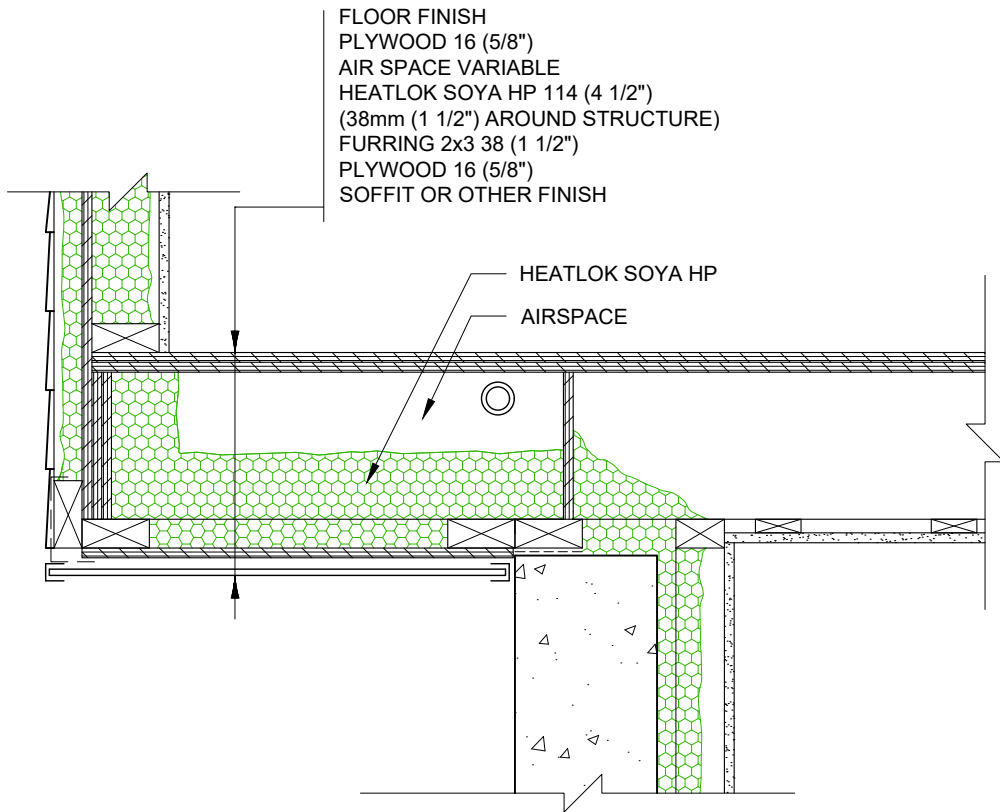 FLOOR FINISH
PLYWOOD 16 (5/8")
AIR SPACE VARIABLE
HEATLOK SOYA HP 114 (4 1/2")
(38mm (1 1/2") AROUND STRUCTURE)
FURRING 2x3 38 (1 1/2")
PLYWOOD 16 (5/8")
SOFFIT OR OTHER FINISH
HEATLOK SOYA HP
AIRSPACE